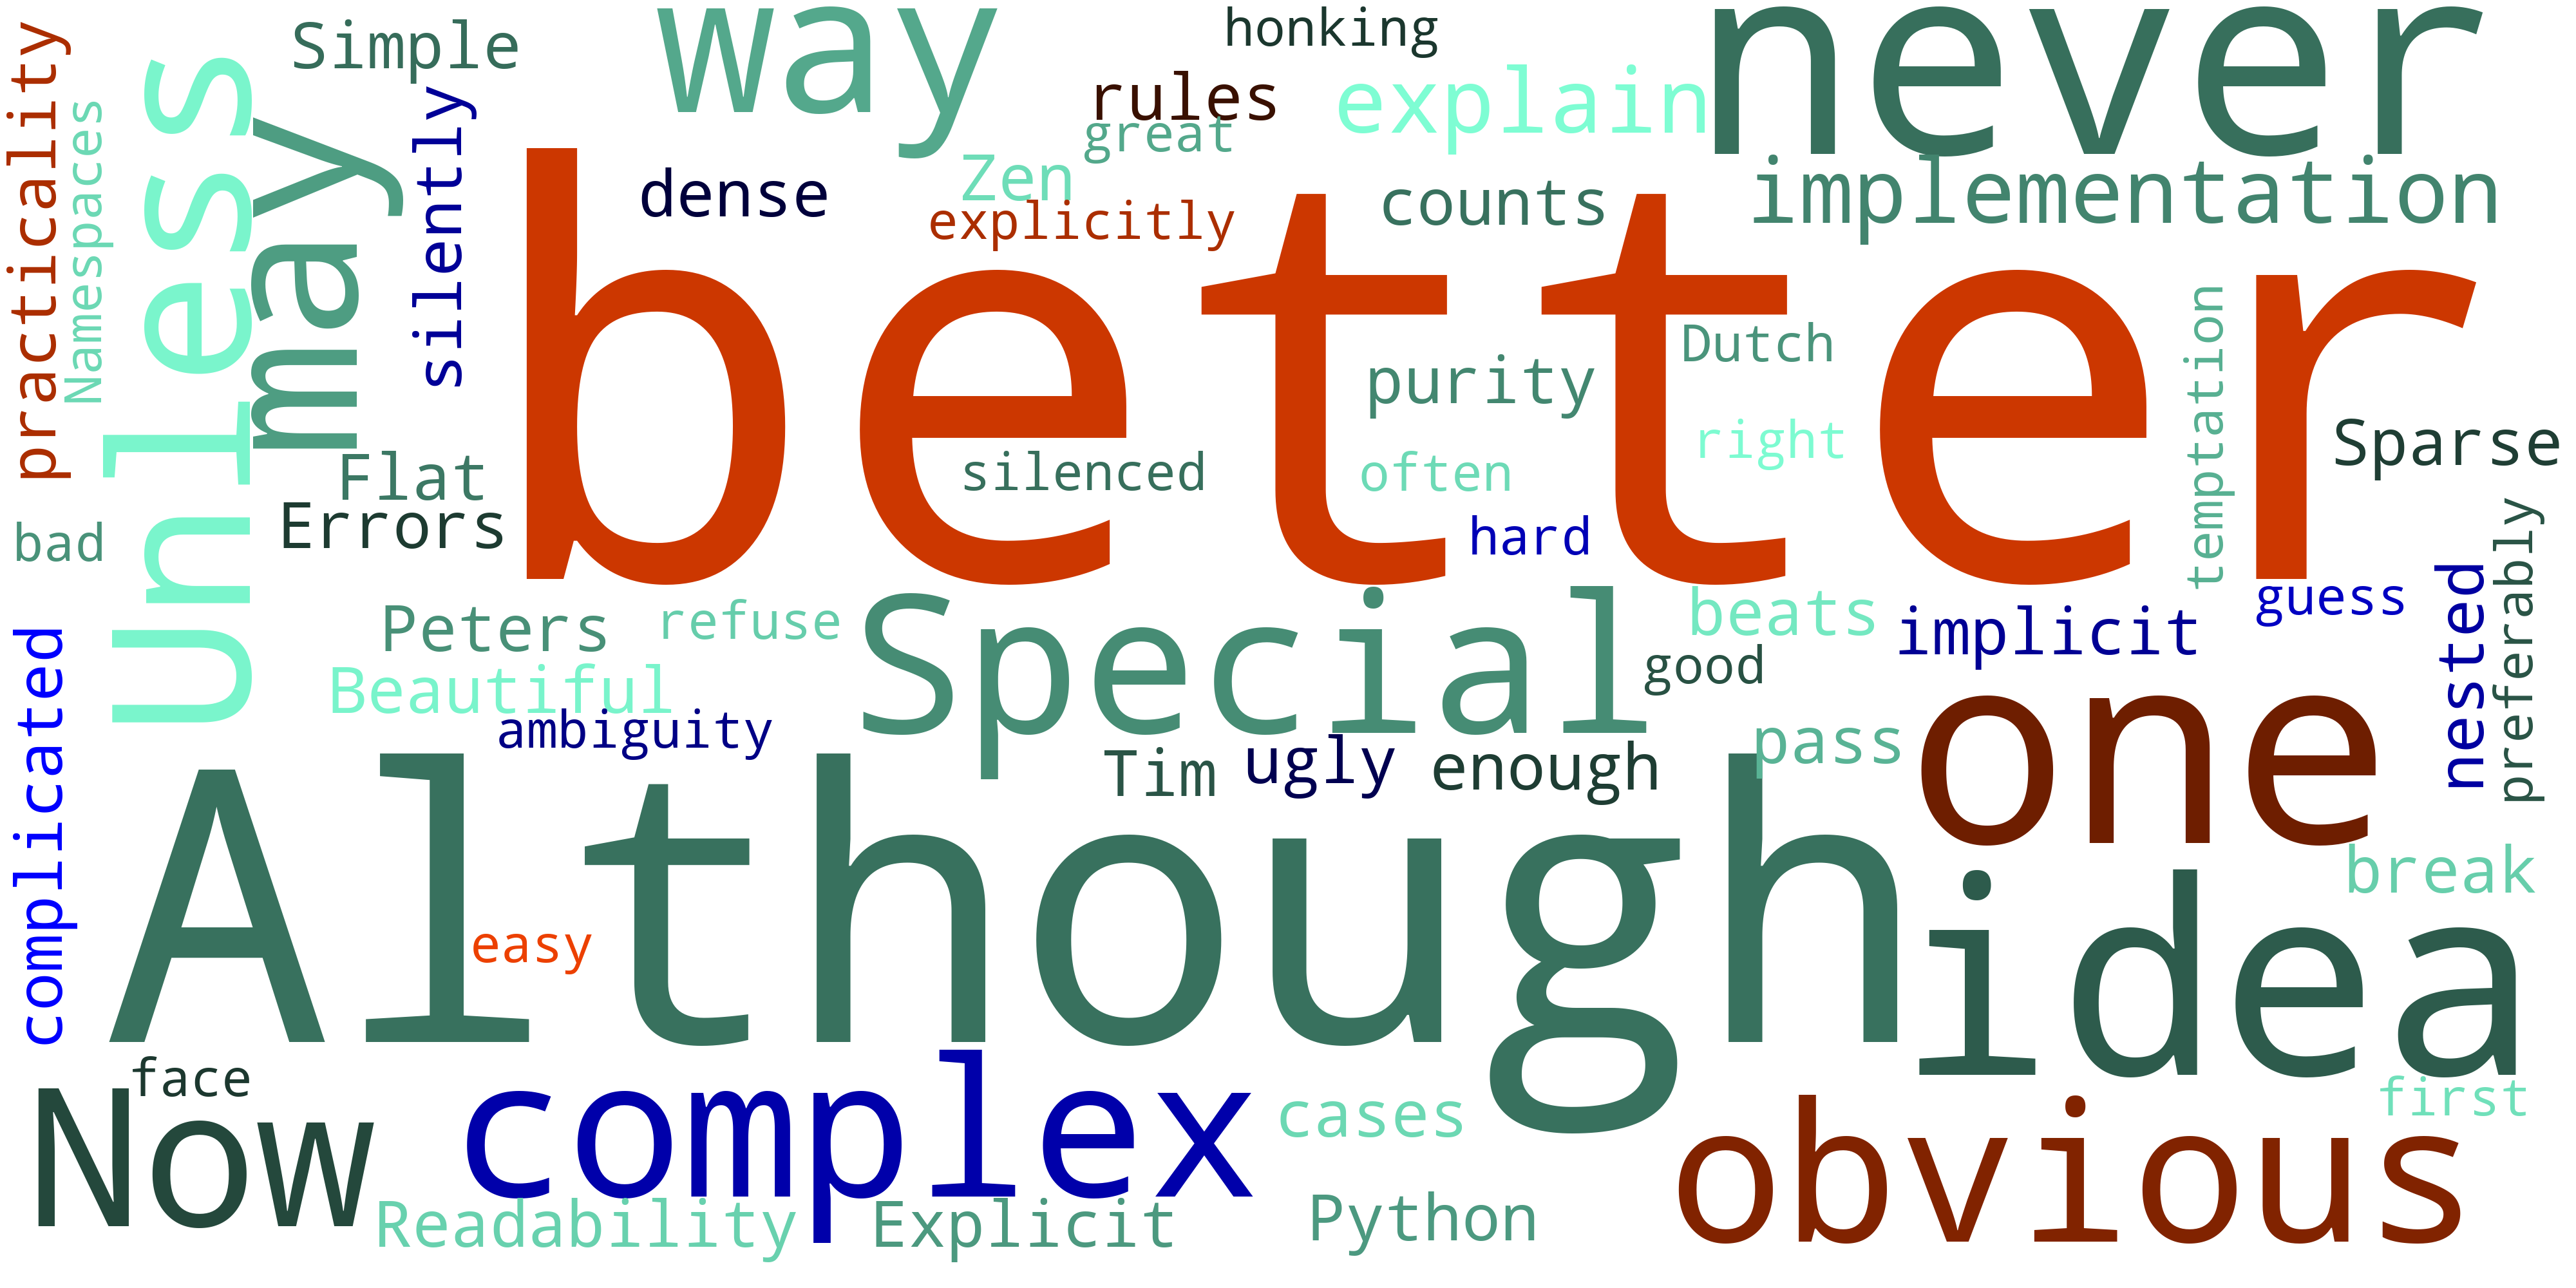 honking
Simple
way
never
practicality
rules
explain
Namespaces
great
Unless
may
silently
dense
Zen
counts
implementation
explicitly
better
Dutch
temptation
purity
right
Sparse
Flat
silenced
often
Errors
bad
hard
preferably
nested
complicated
Peters
refuse
Special
beats
implicit
guess
Beautiful
good
ambiguity
one
Tim
ugly
enough
pass
Although
idea
break
easy
face
Now
complex
cases
first
obvious
Readability
Explicit
Python